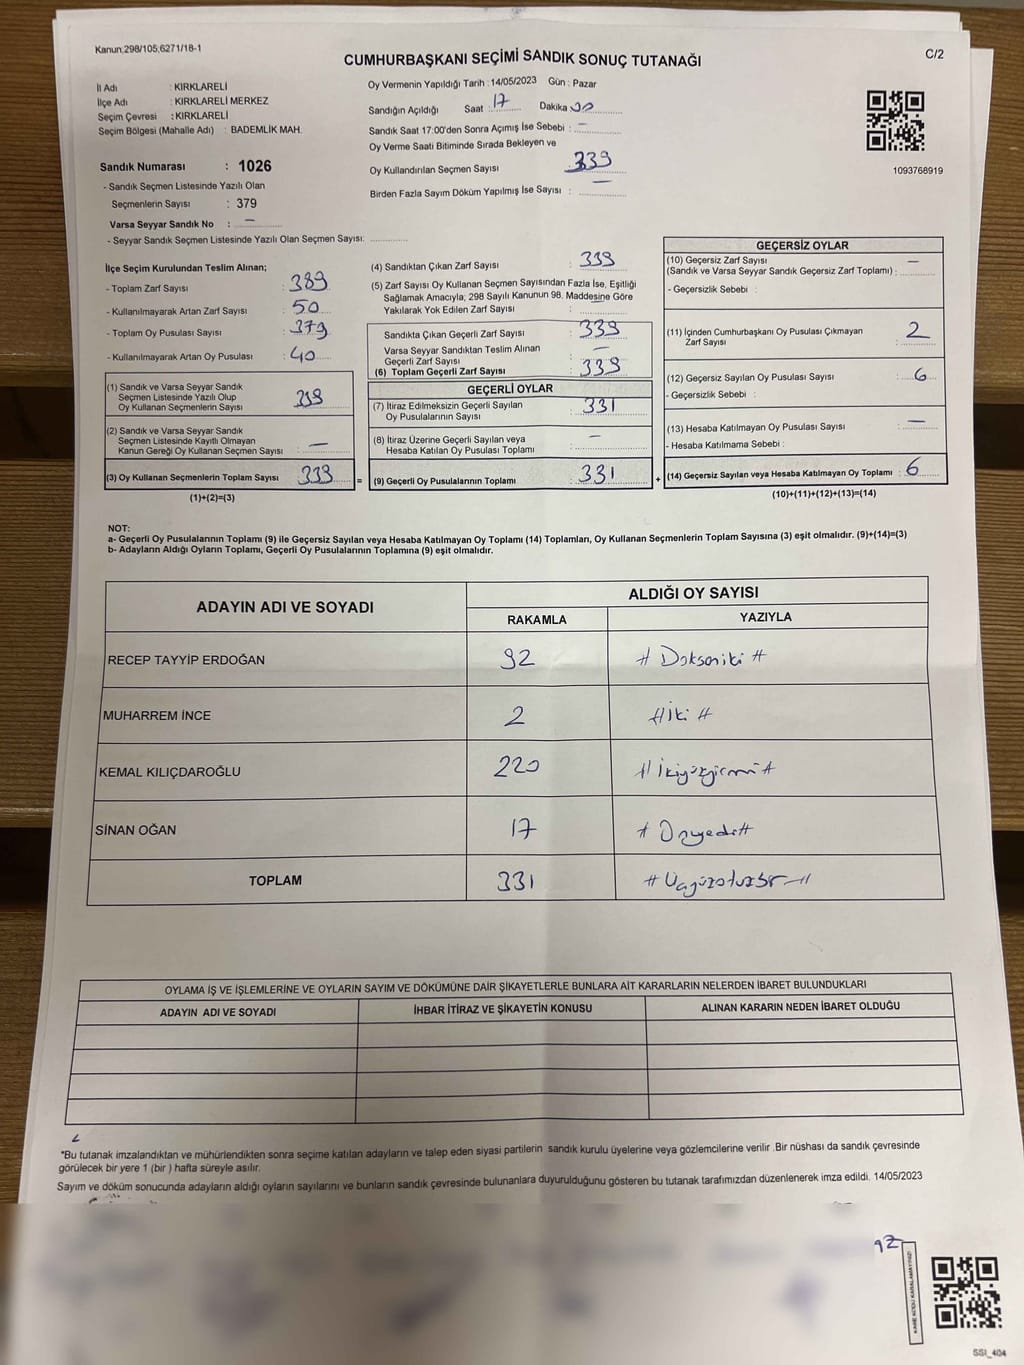 Kanun:298/105;6271/18-1
C/2
CUMHURBAŞKANI SEÇİMİ SANDIK SONUÇ TUTANAĞI
İl Adı : KIRKLARELİ
İlçe Adı : KIRKLARELİ MERKEZ
Seçim Çevresi : KIRKLARELİ
Seçim Bölgesi (Mahalle Adı) : BADEMLİK MAH.
Sandık Numarası : 1026
- Sandık Seçmen Listesinde Yazılı Olan
Seçmenlerin Sayısı : 379
Varsa Seyyar Sandık No : —
- Seyyar Sandık Seçmen Listesinde Yazılı Olan Seçmen Sayısı:
Oy Vermenin Yapıldığı Tarih : 14/05/2023 Gün : Pazar
Sandığın Açıldığı Saat : 17 Dakika 00
Sandık Saat 17:00'den Sonra Açımış İse Sebebi : —
Oy Verme Saati Bitiminde Sırada Bekleyen ve
Oy Kullandırılan Seçmen Sayısı 339
Birden Fazla Sayım Döküm Yapılmış İse Sayısı : —
1093768919
İlçe Seçim Kurulundan Teslim Alınan;
- Toplam Zarf Sayısı : 389
- Kullanılmayarak Artan Zarf Sayısı : 50
- Toplam Oy Pusulası Sayısı : 379
- Kullanılmayarak Artan Oy Pusulası : 40
(1) Sandık ve Varsa Seyyar Sandık
Seçmen Listesinde Yazılı Olup
Oy Kullanan Seçmenlerin Sayısı 339
(2) Sandık ve Varsa Seyyar Sandık
Seçmen Listesinde Kayıtlı Olmayan
Kanun Gereği Oy Kullanan Seçmen Sayısı : —
(3) Oy Kullanan Seçmenlerin Toplam Sayısı 339 =
(1)+(2)=(3)
(4) Sandıktan Çıkan Zarf Sayısı : 339
(5) Zarf Sayısı Oy Kullanan Seçmen Sayısından Fazla İse, Eşitliği
Sağlamak Amacıyla; 298 Sayılı Kanunun 98. Maddesine Göre
Yakılarak Yok Edilen Zarf Sayısı :
Sandıkta Çıkan Geçerli Zarf Sayısı : 339
Varsa Seyyar Sandıktan Teslim Alınan
Geçerli Zarf Sayısı : —
(6) Toplam Geçerli Zarf Sayısı : 339
GEÇERLİ OYLAR
(7) İtiraz Edilmeksizin Geçerli Sayılan
Oy Pusulalarının Sayısı : 331
(8) İtiraz Üzerine Geçerli Sayılan veya
Hesaba Katılan Oy Pusulası Toplamı : —
(9) Geçerli Oy Pusulalarının Toplamı : 331 +
GEÇERSİZ OYLAR
(10) Geçersiz Zarf Sayısı —
(Sandık ve Varsa Seyyar Sandık Geçersiz Zarf Toplamı) :
- Geçersizlik Sebebi :
(11) İçinden Cumhurbaşkanı Oy Pusulası Çıkmayan
Zarf Sayısı : 2
(12) Geçersiz Sayılan Oy Pusulası Sayısı : 6
- Geçersizlik Sebebi :
(13) Hesaba Katılmayan Oy Pusulası Sayısı : —
- Hesaba Katılmama Sebebi :
(14) Geçersiz Sayılan veya Hesaba Katılmayan Oy Toplamı : 6
(10)+(11)+(12)+(13)=(14)
NOT:
a- Geçerli Oy Pusulalarının Toplamı (9) ile Geçersiz Sayılan veya Hesaba Katılmayan Oy Toplamı (14) Toplamları, Oy Kullanan Seçmenlerin Toplam Sayısına (3) eşit olmalıdır. (9)+(14)=(3)
b- Adayların Aldığı Oyların Toplamı, Geçerli Oy Pusulalarının Toplamına (9) eşit olmalıdır.
ADAYIN ADI VE SOYADI
ALDIĞI OY SAYISI
RAKAMLA YAZIYLA
RECEP TAYYİP ERDOĞAN 92 # Doksaniki #
MUHARREM İNCE 2 # İki #
KEMAL KILIÇDAROĞLU 220 # ikiyüzyirmi #
SİNAN OĞAN 17 # Onyedi #
TOPLAM 331 # Üçyüzotuzbir #
OYLAMA İŞ VE İŞLEMLERİNE VE OYLARIN SAYIM VE DÖKÜMÜNE DAİR ŞİKAYETLERLE BUNLARA AİT KARARLARIN NELERDEN İBARET BULUNDUKLARI
ADAYIN ADI VE SOYADI İHBAR İTİRAZ VE ŞİKAYETİN KONUSU ALINAN KARARIN NEDEN İBARET OLDUĞU
*Bu tutanak imzalandıktan ve mühürlendikten sonra seçime katılan adayların ve talep eden siyasi partilerin sandık kurulu üyelerine veya gözlemcilerine verilir .Bir nüshası da sandık çevresinde
görülecek bir yere 1 (bir ) hafta süreyle asılır.
Sayım ve döküm sonucunda adayların aldığı oyların sayılarını ve bunların sandık çevresinde bulunanlara duyurulduğunu gösteren bu tutanak tarafımızdan düzenlenerek imza edildi. 14/05/2023
92
KARE KODU KARALAMAYINIZ!
SSI_404